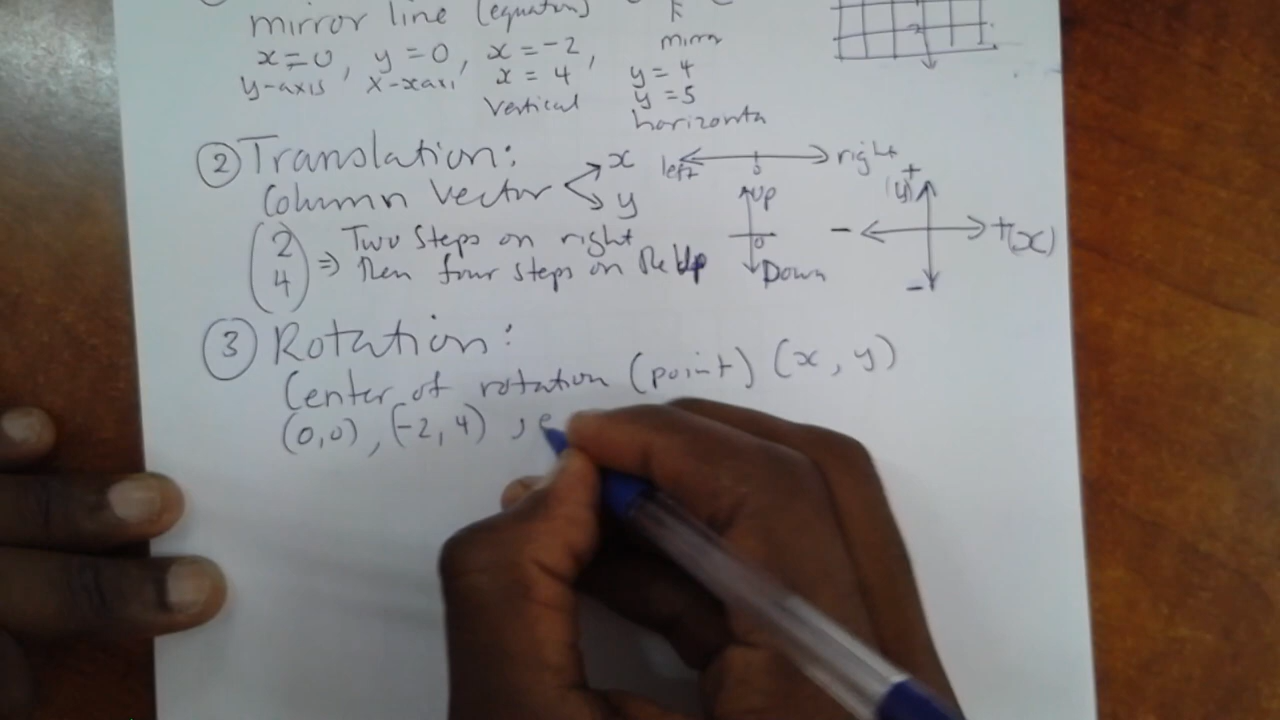 mirror line (equation)
x=0, y=0, x=-2,
y-axis, x-xaxi, x = 4
Vertical
mirror
y = 4
y = 5
horizonta
② Translation:
Column Vector x y
(2 4) ⇒ Two Steps on right
then four steps on the Up
left 0 right
Up
0
Down
+
(y)
- +(x)
-
③ Rotation:
Center of rotation (point) (x, y)
(0,0), (-2, 4) , e